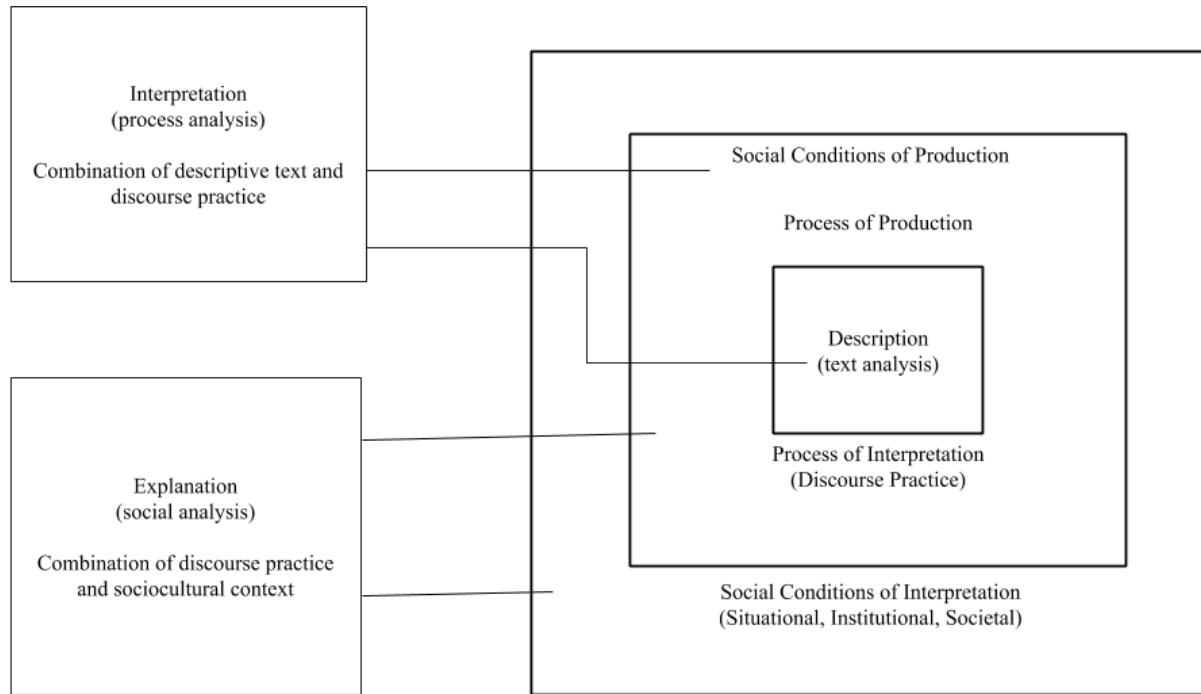 Interpretation
(process analysis)
Combination of descriptive text and
discourse practice
Social Conditions of Production
Process of Production
Description
(text analysis)
Process of Interpretation
(Discourse Practice)
Explanation
(social analysis)
Combination of discourse practice
and sociocultural context
Social Conditions of Interpretation
(Situational, Institutional, Societal)